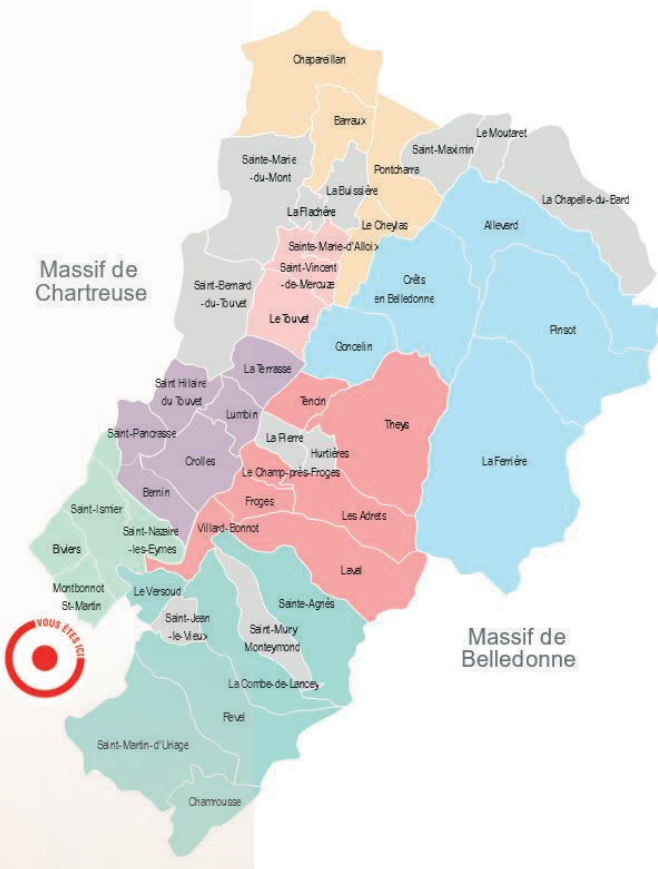 Chapareillan
Barraux
Le Moutaret
Saint-Maximin
Sainte-Marie
-du-Mont
Pontcharra
La Buissière
La Chapelle-du-Bard
La Flachère
Le Cheylas
Allevard
Sainte-Marie-d'Alloix
Massif de
Chartreuse
Saint-Vincent
-de-Mercuze
Saint-Bernard
-du-Touvet
Crêts
en Belledonne
Le Touvet
Pinsot
Goncelin
La Terrasse
Saint Hilaire
du Touvet
Tencin
Lumbin
Theys
Saint-Pancrasse
La Pierre
Hurtières
Crolles
La Ferrière
Le Champ-près-Froges
Bernin
Froges
Saint-Ismier
Les Adrets
Saint-Nazaire
-les-Eymes
Villard-Bonnot
Biviers
Laval
Montbonnot
St-Martin
Le Versoud
Sainte-Agnès
VOUS ÊTES ICI
Saint-Jean
-le-Vieux
Saint-Mury
Monteymond
Massif de
Belledonne
La Combe-de-Lancey
Revel
Saint-Martin-d'Uriage
Chamrousse